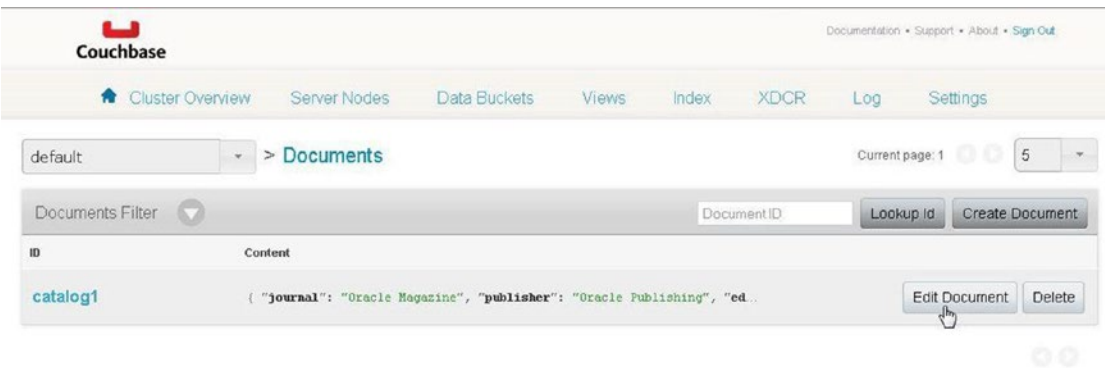 Couchbase
Documentation • Support • About • Sign Out
Cluster Overview Server Nodes Data Buckets Views Index XDCR Log Settings
default > Documents Current page: 1 5
Documents Filter Document ID Lookup Id Create Document
ID Content
catalog1 { "journal": "Oracle Magazine", "publisher": "Oracle Publishing", "ed... Edit Document Delete